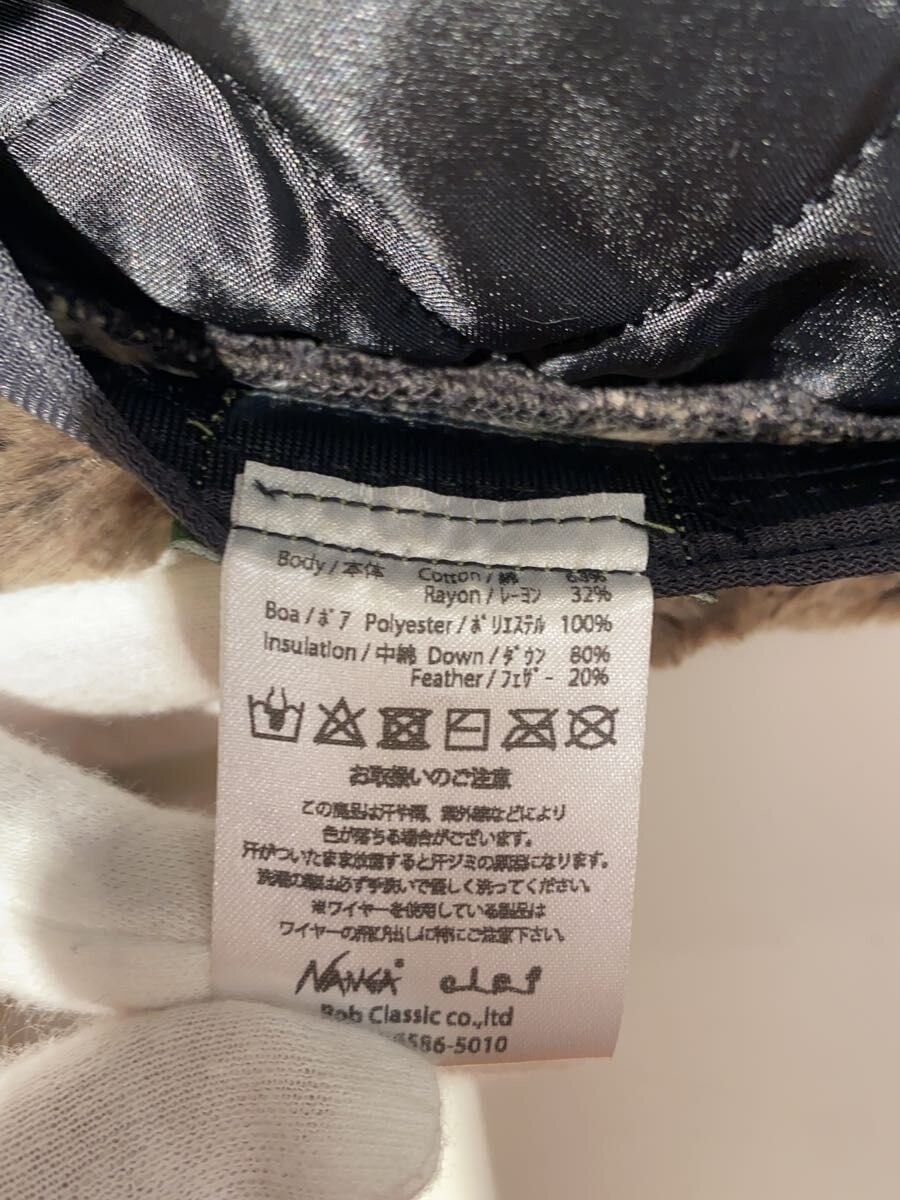 Body / 本体 Cotton / 綿 68%
Rayon / レーヨン 32%
Boa / ボア Polyester / ポリエステル 100%
Insulation / 中綿 Down / ダウン 80%
Feather / フェザー 20%
お取扱いのご注意
この商品は汗や雨、紫外線などにより
色が落ちる場合がございます。
汗がついたまま放置すると汗ジミの原因になります。
洗濯の際は必ず手洗いで優しく洗ってください。
※ワイヤーを使用している製品は
ワイヤーの飛び出しに特にご注意下さい。
NANGA® clef
Bob Classic co.,ltd
6586-5010